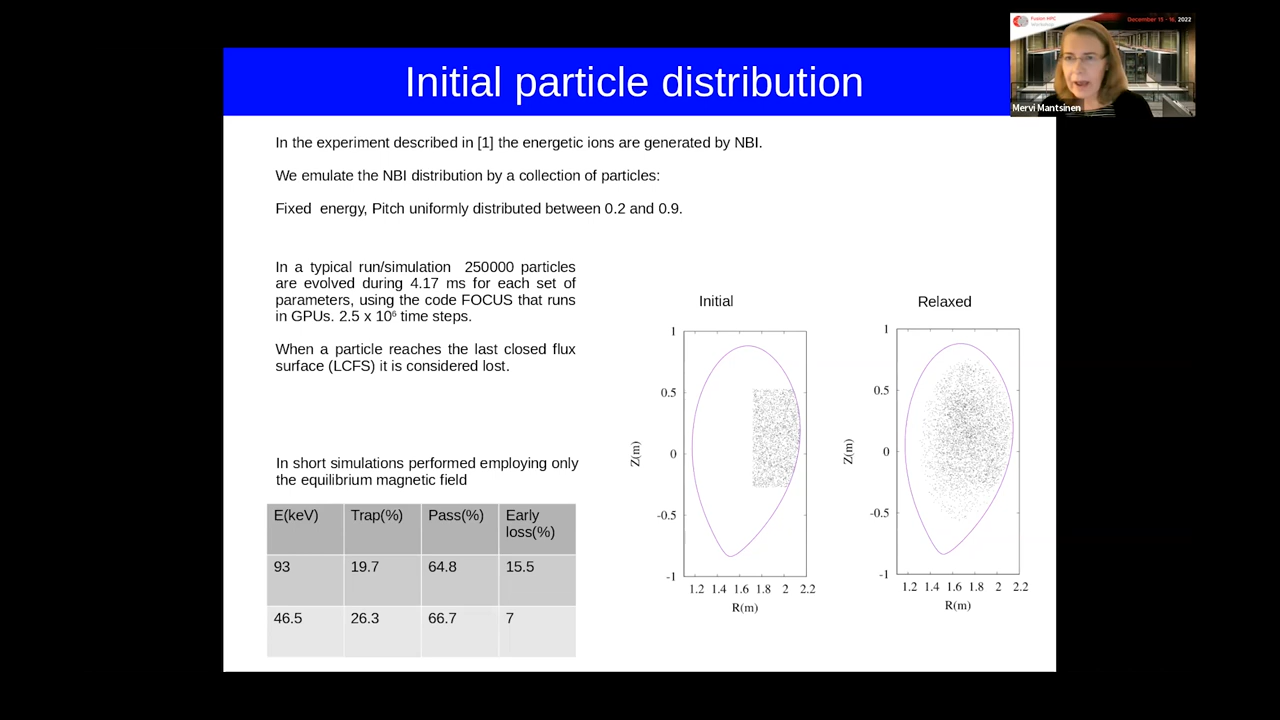 Fusion HPC
December 15 - 16, 2022
Mervi Mantsinen
Initial particle distribution
In the experiment described in [1] the energetic ions are generated by NBI.
We emulate the NBI distribution by a collection of particles:
Fixed energy, Pitch uniformly distributed between 0.2 and 0.9.
In a typical run/simulation 250000 particles
are evolved during 4.17 ms for each set of
parameters, using the code FOCUS that runs
in GPUs. 2.5 x 10⁶ time steps.
When a particle reaches the last closed flux
surface (LCFS) it is considered lost.
In short simulations performed employing only
the equilibrium magnetic field
E(keV) Trap(%) Pass(%) Early
loss(%)
93 19.7 64.8 15.5
46.5 26.3 66.7 7
Initial
1
0.5
0
-0.5
-1
Z(m)
1.2 1.4 1.6 1.8 2 2.2
R(m)
Relaxed
1
0.5
0
-0.5
-1
Z(m)
1.2 1.4 1.6 1.8 2 2.2
R(m)